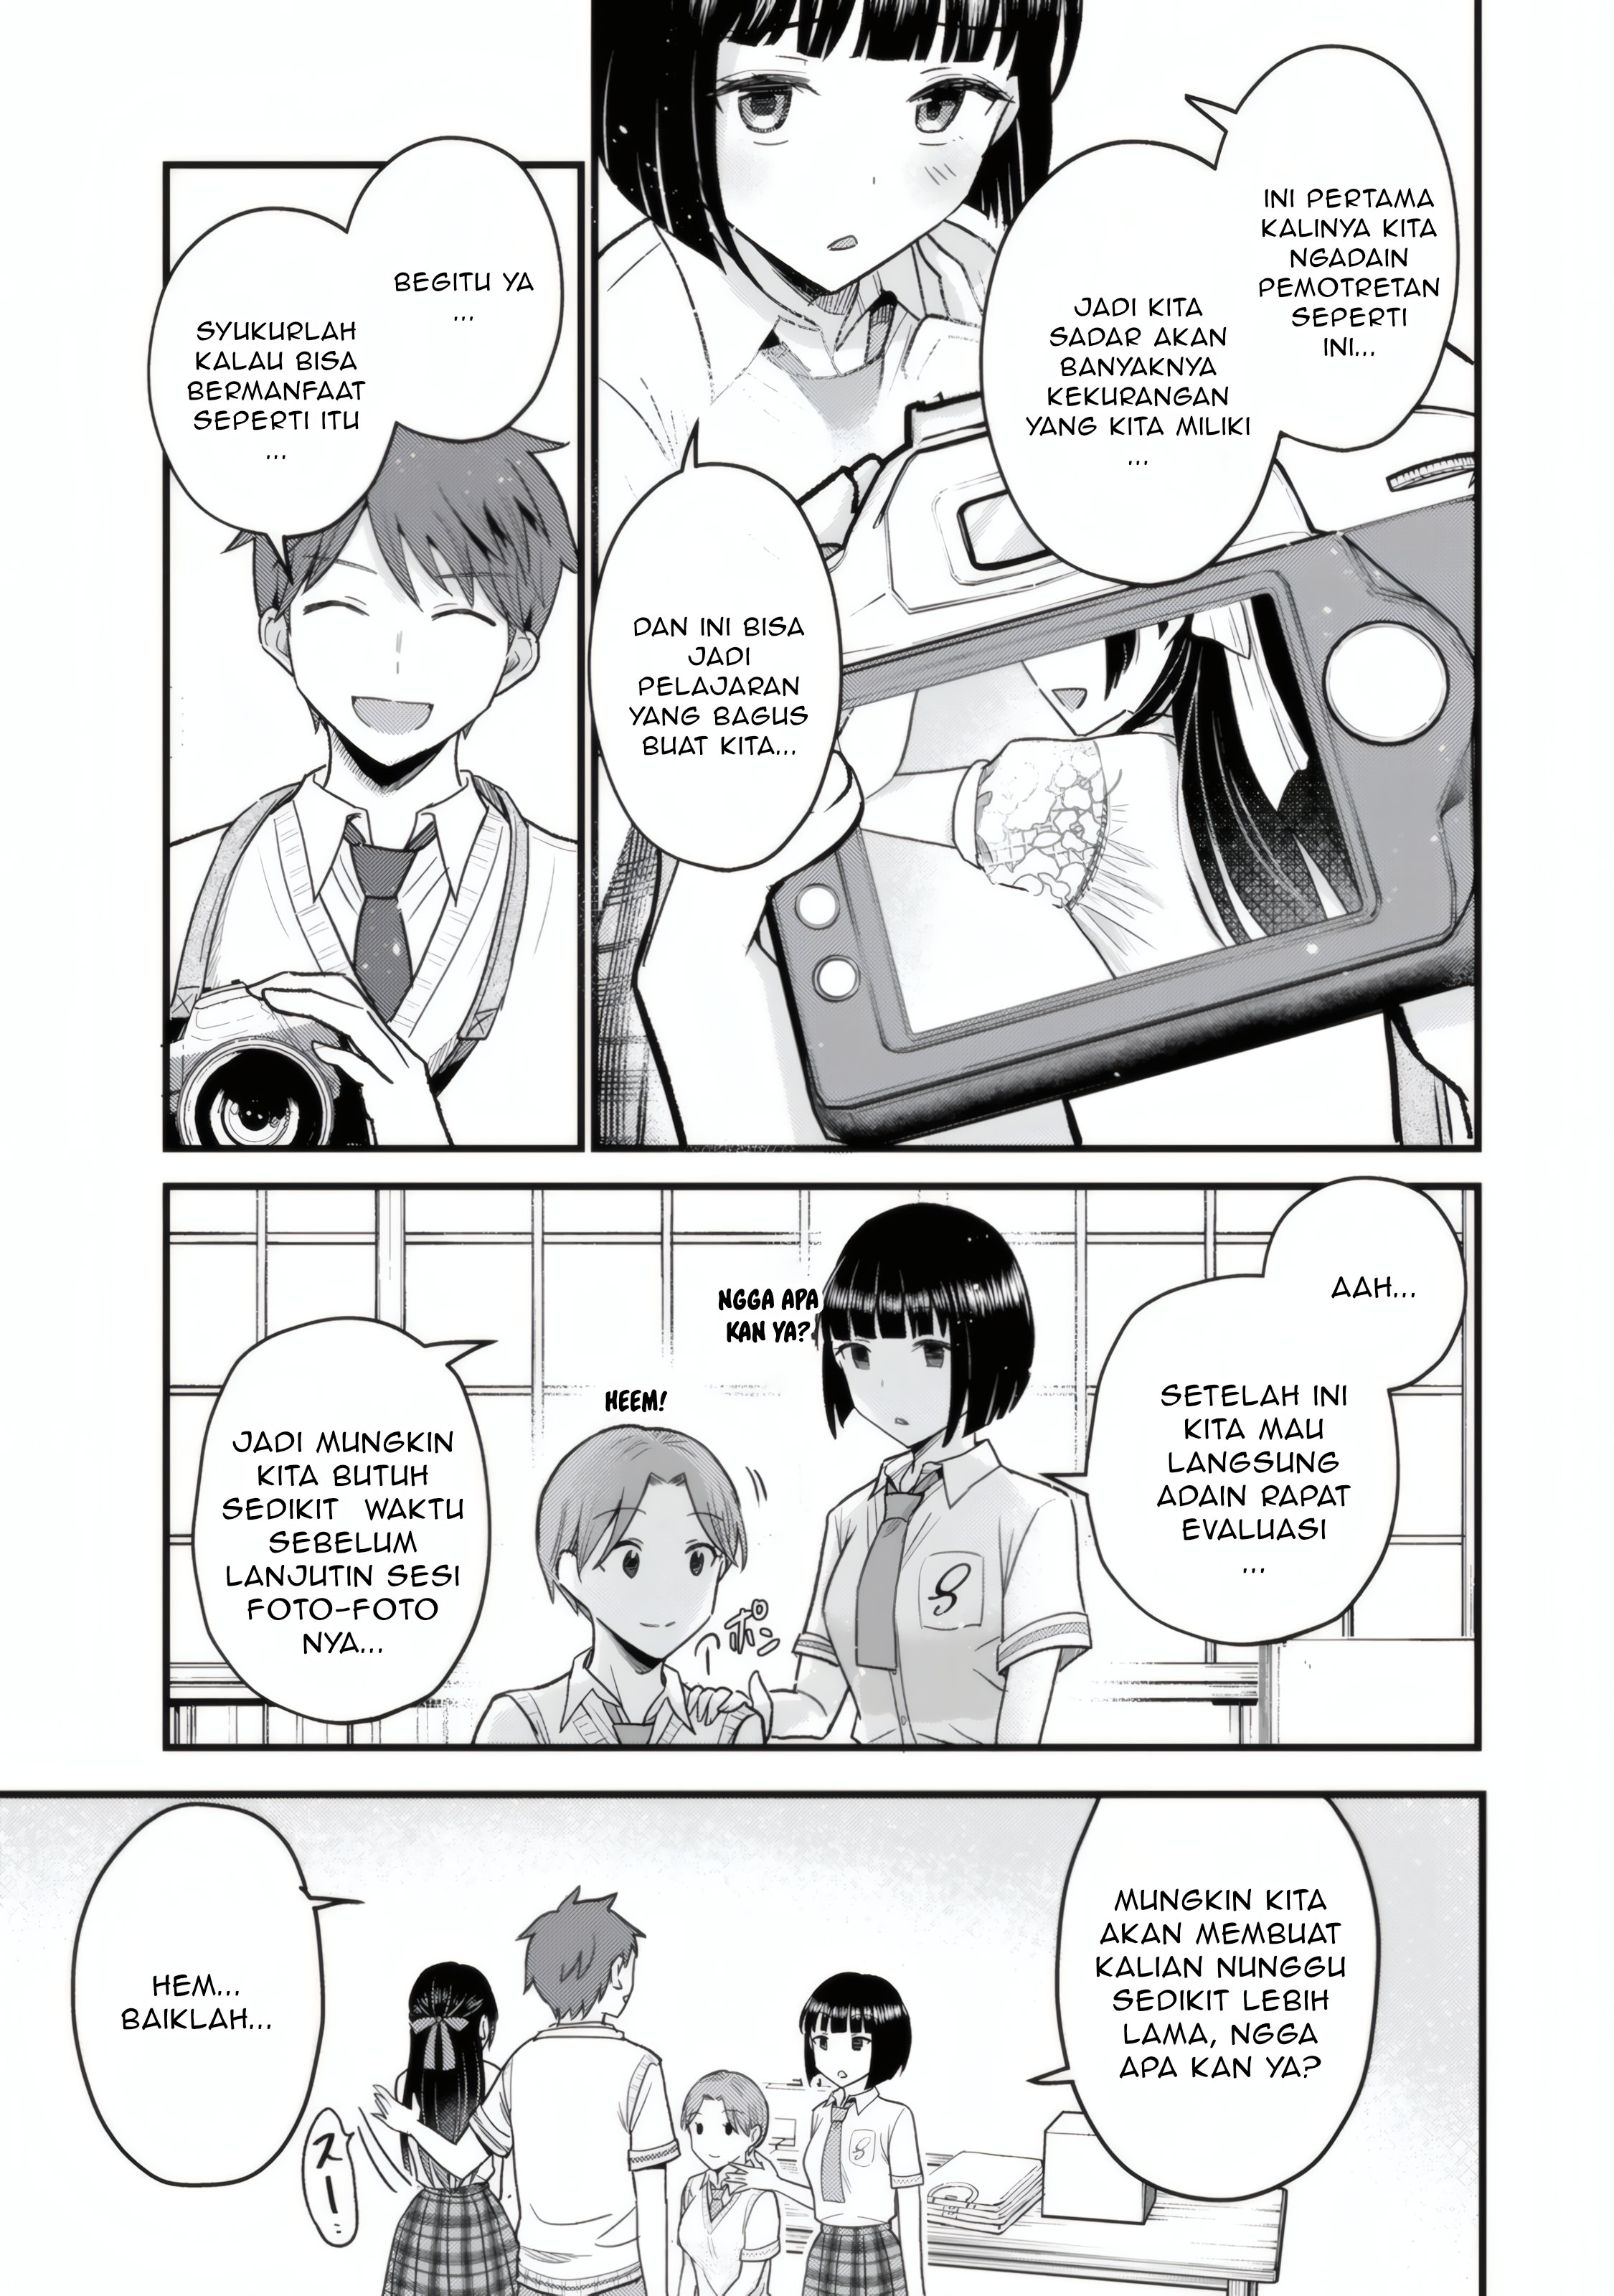 INI PERTAMA
KALINYA KITA
NGADAIN
PEMOTRETAN
SEPERTI
INI...
JADI KITA
SADAR AKAN
BANYAKNYA
KEKURANGAN
YANG KITA MILIKI
...
DAN INI BISA
JADI
PELAJARAN
YANG BAGUS
BUAT KITA...
BEGITU YA
...
SYUKURLAH
KALAU BISA
BERMANFAAT
SEPERTI ITU
...
AAH...
SETELAH INI
KITA MAU
LANGSUNG
ADAIN RAPAT
EVALUASI
...
NGGA APA
KAN YA?
HEEM!
ポン
S
JADI MUNGKIN
KITA BUTUH
SEDIKIT WAKTU
SEBELUM
LANJUTIN SESI
FOTO-FOTO
NYA...
MUNGKIN KITA
AKAN MEMBUAT
KALIAN NUNGGU
SEDIKIT LEBIH
LAMA, NGGA
APA KAN YA?
S
HEM...
BAIKLAH...
スー…